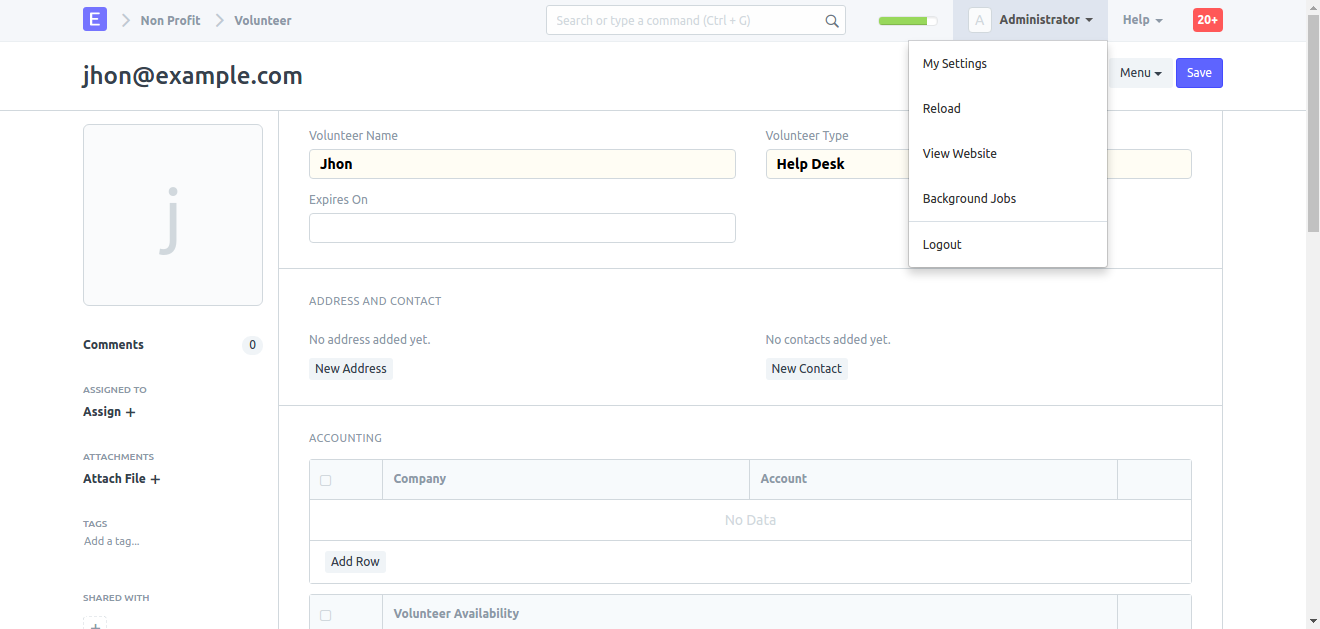 E Non Profit Volunteer Search or type a command (Ctrl + G) A Administrator Help 20+
jhon@example.com Menu Save
My Settings
Reload
View Website
Background Jobs
Logout
j
Volunteer Name Volunteer Type
Jhon Help Desk
Expires On
ADDRESS AND CONTACT
No address added yet. No contacts added yet.
New Address New Contact
Comments 0
ASSIGNED TO
Assign +
ATTACHMENTS
Attach File +
TAGS
Add a tag...
SHARED WITH
+
ACCOUNTING
Company Account
No Data
Add Row
Volunteer Availability